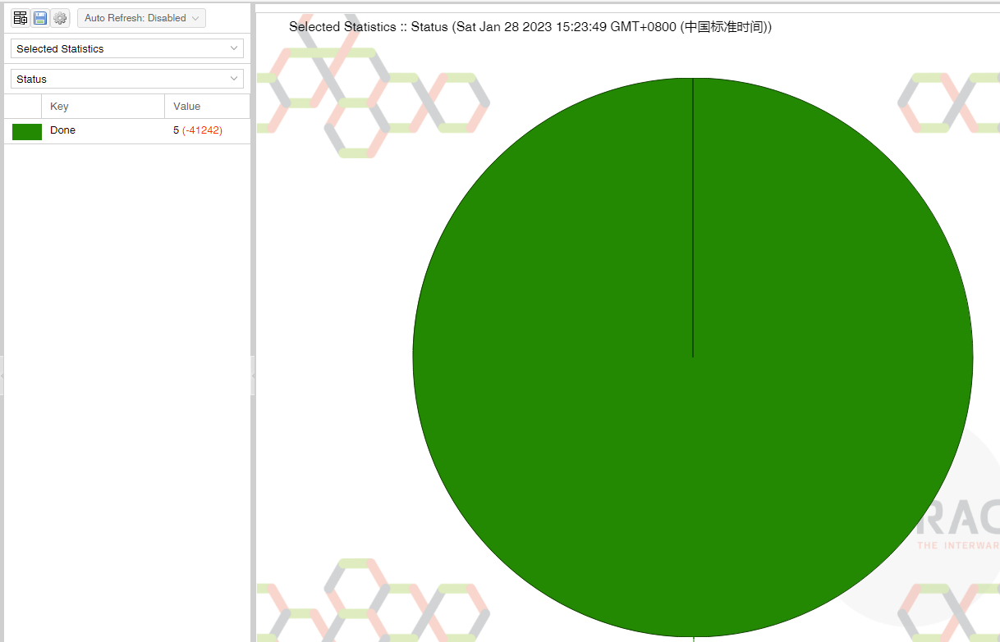 Auto Refresh: Disabled
Selected Statistics
Status
Key Value
Done 5 (-41242)
Selected Statistics :: Status (Sat Jan 28 2023 15:23:49 GMT+0800 (中国标准时间))
RAC
THE INTERWAR